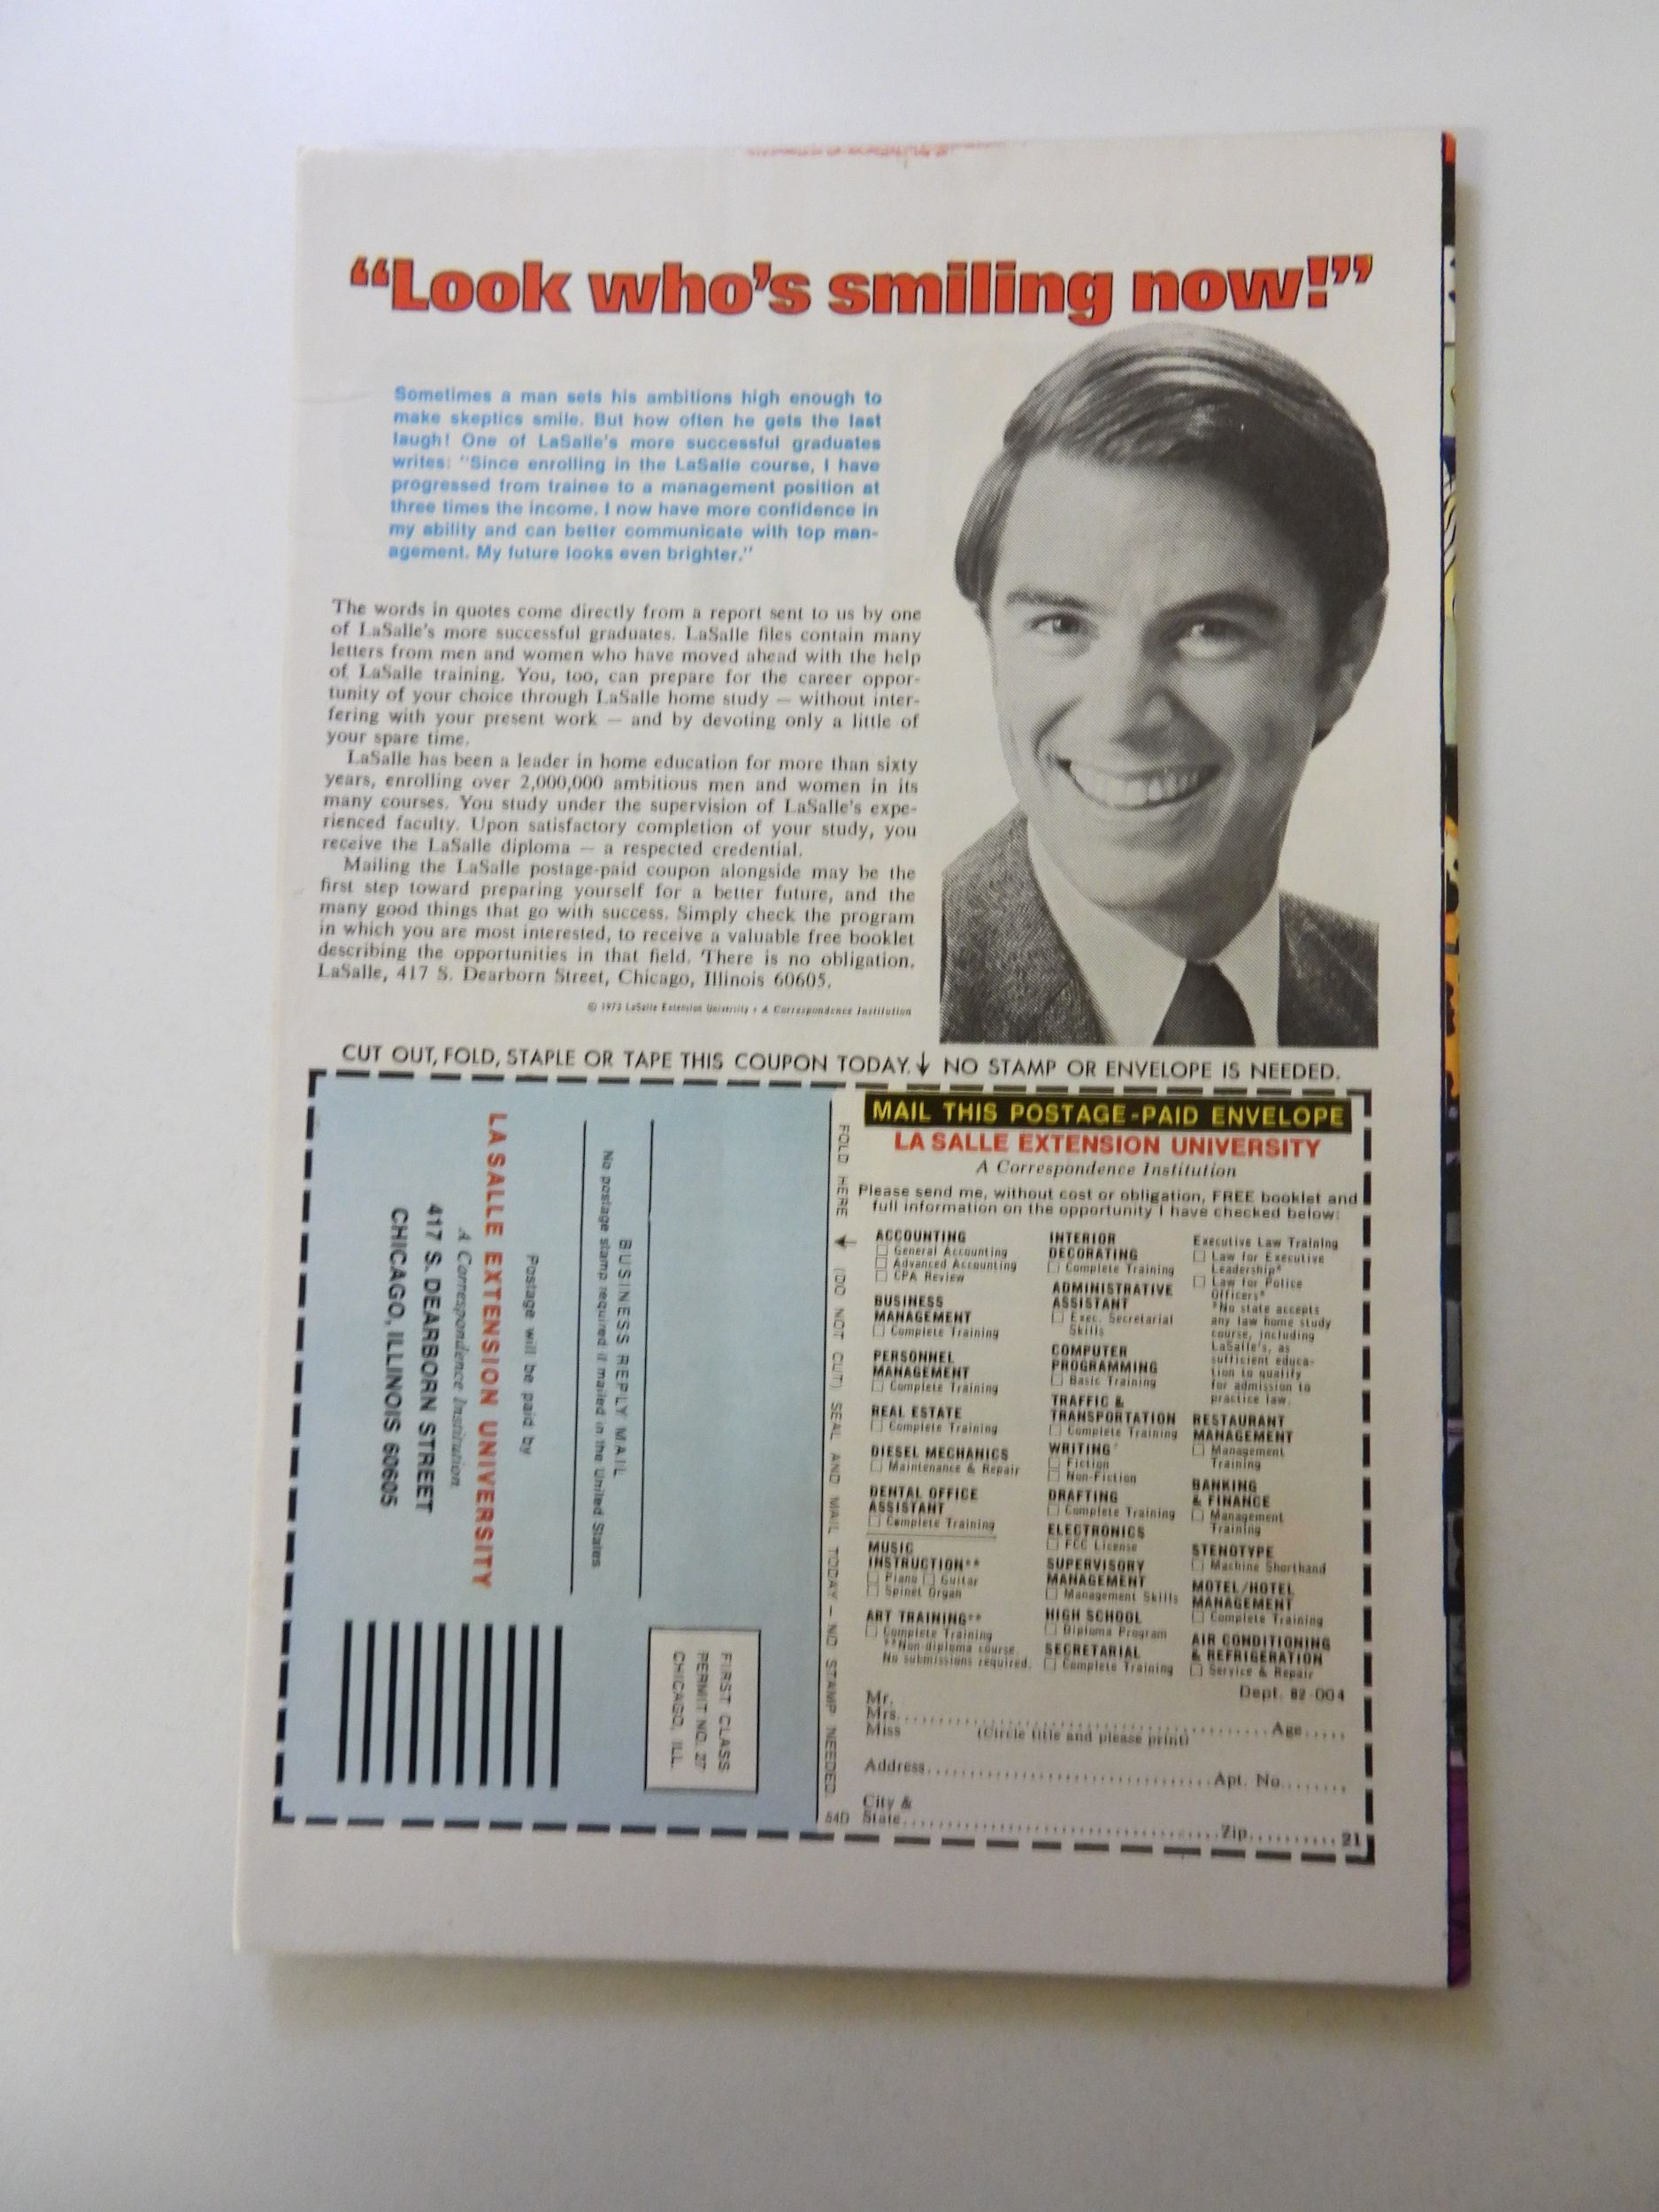 “Look who’s smiling now!”
Sometimes a man sets his ambitions high enough to
make skeptics smile. But how often he gets the last
laugh! One of LaSalle's more successful graduates
writes: "Since enrolling in the LaSalle course, I have
progressed from trainee to a management position at
three times the income. I now have more confidence in
my ability and can better communicate with top man-
agement. My future looks even brighter."
The words in quotes come directly from a report sent to us by one
of LaSalle's more successful graduates. LaSalle files contain many
letters from men and women who have moved ahead with the help
of LaSalle training. You, too, can prepare for the career oppor-
tunity of your choice through LaSalle home study — without inter-
fering with your present work — and by devoting only a little of
your spare time.
LaSalle has been a leader in home education for more than sixty
years, enrolling over 2,000,000 ambitious men and women in its
many courses. You study under the supervision of LaSalle's expe-
rienced faculty. Upon satisfactory completion of your study, you
receive the LaSalle diploma — a respected credential.
Mailing the LaSalle postage-paid coupon alongside may be the
first step toward preparing yourself for a better future, and the
many good things that go with success. Simply check the program
in which you are most interested, to receive a valuable free booklet
describing the opportunities in that field. There is no obligation.
LaSalle, 417 S. Dearborn Street, Chicago, Illinois 60605.
© 1973 LaSalle Extension University • A Correspondence Institution
CUT OUT, FOLD, STAPLE OR TAPE THIS COUPON TODAY. ↓ NO STAMP OR ENVELOPE IS NEEDED.
FIRST CLASS
PERMIT NO. 27
CHICAGO, ILL.
BUSINESS REPLY MAIL
No postage stamp required if mailed in the United States
Postage will be paid by
LA SALLE EXTENSION UNIVERSITY
A Correspondence Institution
417 S. DEARBORN STREET
CHICAGO, ILLINOIS 60605
FOLD HERE ↓ (DO NOT CUT) SEAL AND MAIL TODAY — NO STAMP NEEDED.
54D
MAIL THIS POSTAGE-PAID ENVELOPE
LA SALLE EXTENSION UNIVERSITY
A Correspondence Institution
Please send me, without cost or obligation, FREE booklet and
full information on the opportunity I have checked below:
ACCOUNTING
☐ General Accounting
☐ Advanced Accounting
☐ CPA Review
BUSINESS
MANAGEMENT
☐ Complete Training
PERSONNEL
MANAGEMENT
☐ Complete Training
REAL ESTATE
☐ Complete Training
DIESEL MECHANICS
☐ Maintenance & Repair
DENTAL OFFICE
ASSISTANT
☐ Complete Training
MUSIC
INSTRUCTION**
☐ Piano ☐ Guitar
☐ Spinet Organ
ART TRAINING**
☐ Complete Training
**Non-diploma course.
No submissions required.
INTERIOR
DECORATING
☐ Complete Training
ADMINISTRATIVE
ASSISTANT
☐ Exec. Secretarial
Skills
COMPUTER
PROGRAMMING
☐ Basic Training
TRAFFIC &
TRANSPORTATION
☐ Complete Training
WRITING
☐ Fiction
☐ Non-Fiction
DRAFTING
☐ Complete Training
ELECTRONICS
☐ FCC License
SUPERVISORY
MANAGEMENT
☐ Management Skills
HIGH SCHOOL
☐ Diploma Program
SECRETARIAL
☐ Complete Training
Executive Law Training
☐ Law for Executive
Leadership*
☐ Law for Police
Officers*
*No state accepts
any law home study
course, including
LaSalle's, as
sufficient educa-
tion to qualify
for admission to
practice law.
RESTAURANT
MANAGEMENT
☐ Management
Training
BANKING
& FINANCE
☐ Management
Training
STENOTYPE
☐ Machine Shorthand
MOTEL/HOTEL
MANAGEMENT
☐ Complete Training
AIR CONDITIONING
& REFRIGERATION
☐ Service & Repair
Dept. 82-004
Mr.
Mrs. Age
Miss (Circle title and please print)
Address Apt. No.
City &
State Zip 21